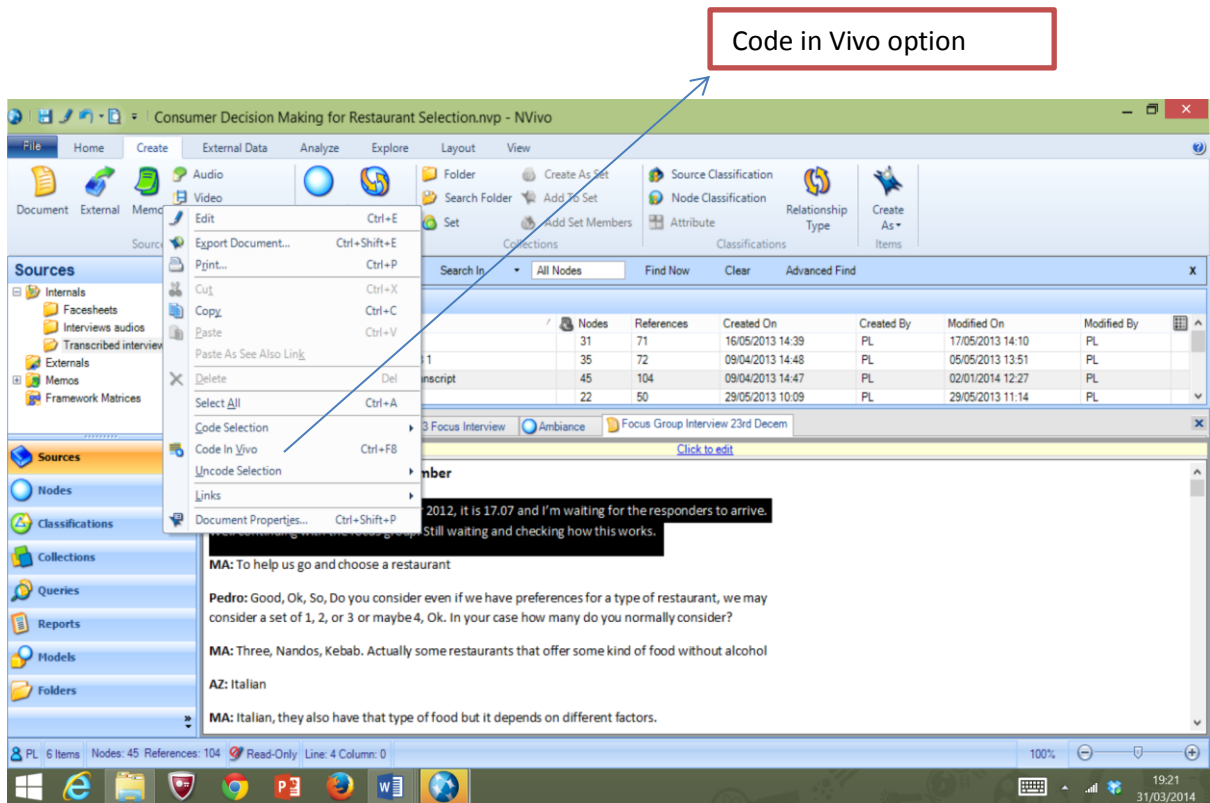 Code in Vivo option
Consumer Decision Making for Restaurant Selection.nvp - NVivo
File Home Create External Data Analyze Explore Layout View
Document External Memo
Audio
Video
Folder
Search Folder
Set
Create As Set
Add To Set
Add Set Members
Collections
Source Classification
Node Classification
Attribute
Relationship
Type
Classifications
Create
As
Items
Sources
Search In All Nodes Find Now Clear Advanced Find X
Internals
Facesheets
Interviews audios
Transcribed interview
Externals
Memos
Framework Matrices
Edit Ctrl+E
Export Document... Ctrl+Shift+E
Print... Ctrl+P
Cut Ctrl+X
Copy Ctrl+C
Paste Ctrl+V
Paste As See Also Link
Delete Del
Select All Ctrl+A
Code Selection
Code In Vivo Ctrl+F8
Uncode Selection
Links
Document Properties... Ctrl+Shift+P
Nodes References Created On Created By Modified On Modified By
31 71 16/05/2013 14:39 PL 17/05/2013 14:10 PL
1 35 72 09/04/2013 14:48 PL 05/05/2013 13:51 PL
nscript 45 104 09/04/2013 14:47 PL 02/01/2014 12:27 PL
22 50 29/05/2013 10:09 PL 29/05/2013 11:14 PL
3 Focus Interview Ambiance Focus Group Interview 23rd Decem
Click to edit
Sources
Nodes
Classifications
Collections
Queries
Reports
Models
Folders
mber
2012, it is 17.07 and I'm waiting for the responders to arrive.
Still waiting and checking how this works.
MA: To help us go and choose a restaurant
Pedro: Good, Ok, So, Do you consider even if we have preferences for a type of restaurant, we may
consider a set of 1, 2, or 3 or maybe 4, Ok. In your case how many do you normally consider?
MA: Three, Nandos, Kebab. Actually some restaurants that offer some kind of food without alcohol
AZ: Italian
MA: Italian, they also have that type of food but it depends on different factors.
PL 6 Items Nodes: 45 References: 104 Read-Only Line: 4 Column: 0 100%
19:21
31/03/2014